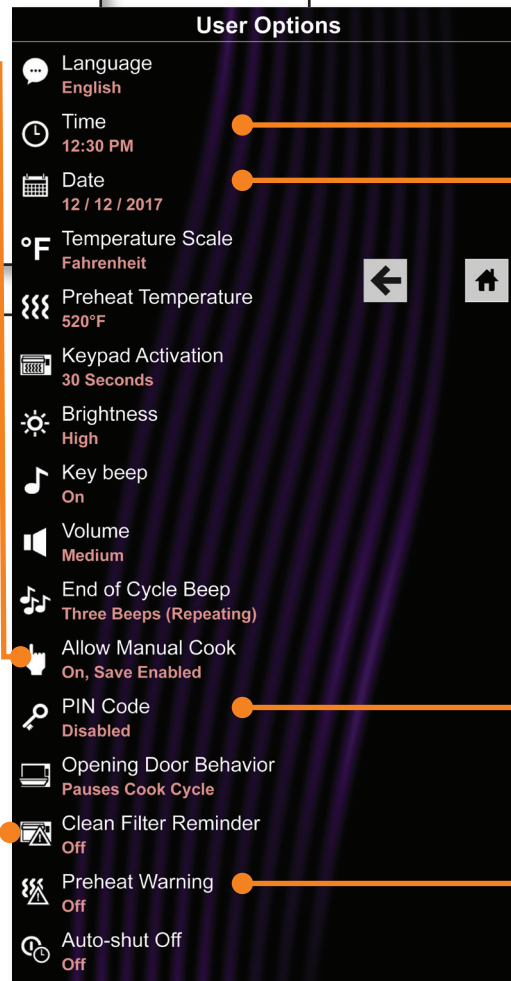 User Options
Language
English
Time
12:30 PM
Date
12 / 12 / 2017
°F
Temperature Scale
Fahrenheit
Preheat Temperature
520°F
Keypad Activation
30 Seconds
Brightness
High
Key beep
On
Volume
Medium
End of Cycle Beep
Three Beeps (Repeating)
Allow Manual Cook
On, Save Enabled
PIN Code
Disabled
Opening Door Behavior
Pauses Cook Cycle
Clean Filter Reminder
Off
Preheat Warning
Off
Auto-shut Off
Off